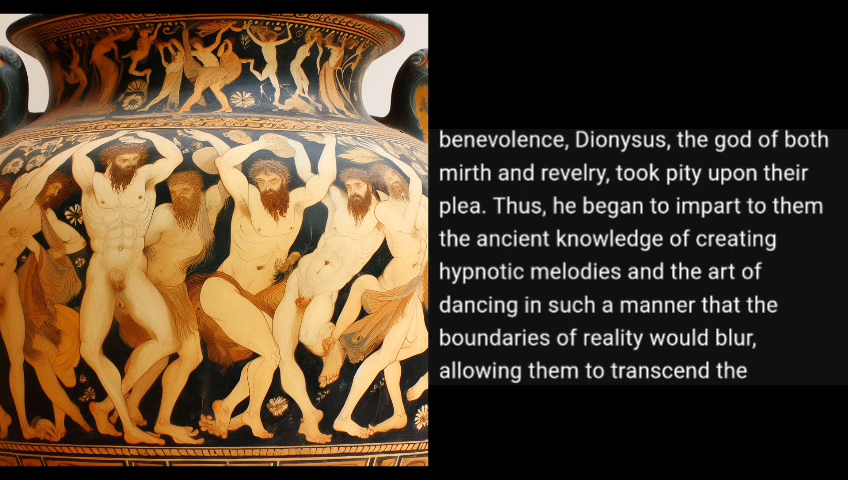 benevolence, Dionysus, the god of both
mirth and revelry, took pity upon their
plea. Thus, he began to impart to them
the ancient knowledge of creating
hypnotic melodies and the art of
dancing in such a manner that the
boundaries of reality would blur,
allowing them to transcend the